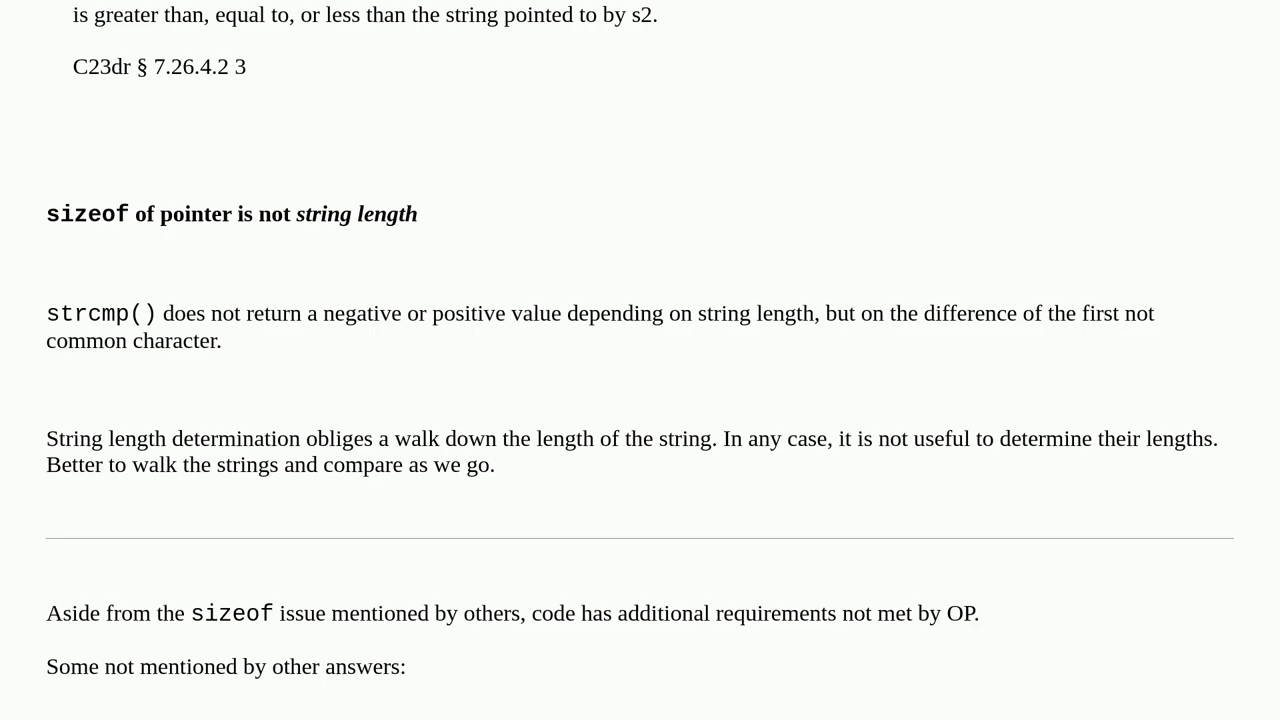 is greater than, equal to, or less than the string pointed to by s2.
C23dr § 7.26.4.2 3
sizeof of pointer is not string length
strcmp() does not return a negative or positive value depending on string length, but on the difference of the first not
common character.
String length determination obliges a walk down the length of the string. In any case, it is not useful to determine their lengths.
Better to walk the strings and compare as we go.
Aside from the sizeof issue mentioned by others, code has additional requirements not met by OP.
Some not mentioned by other answers: